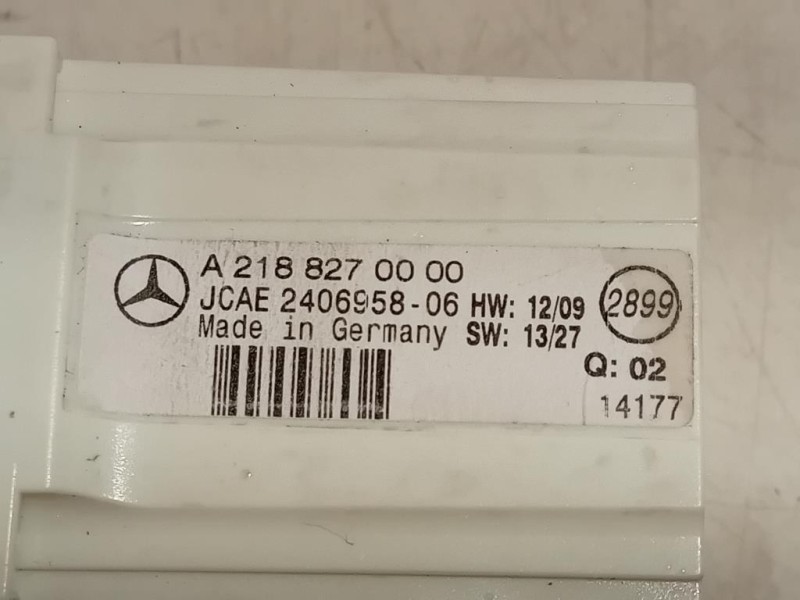 A 218 827 00 00
JCAE 2406958-06 HW: 12/09 2899
Made in Germany SW: 13/27
Q: 02
14177